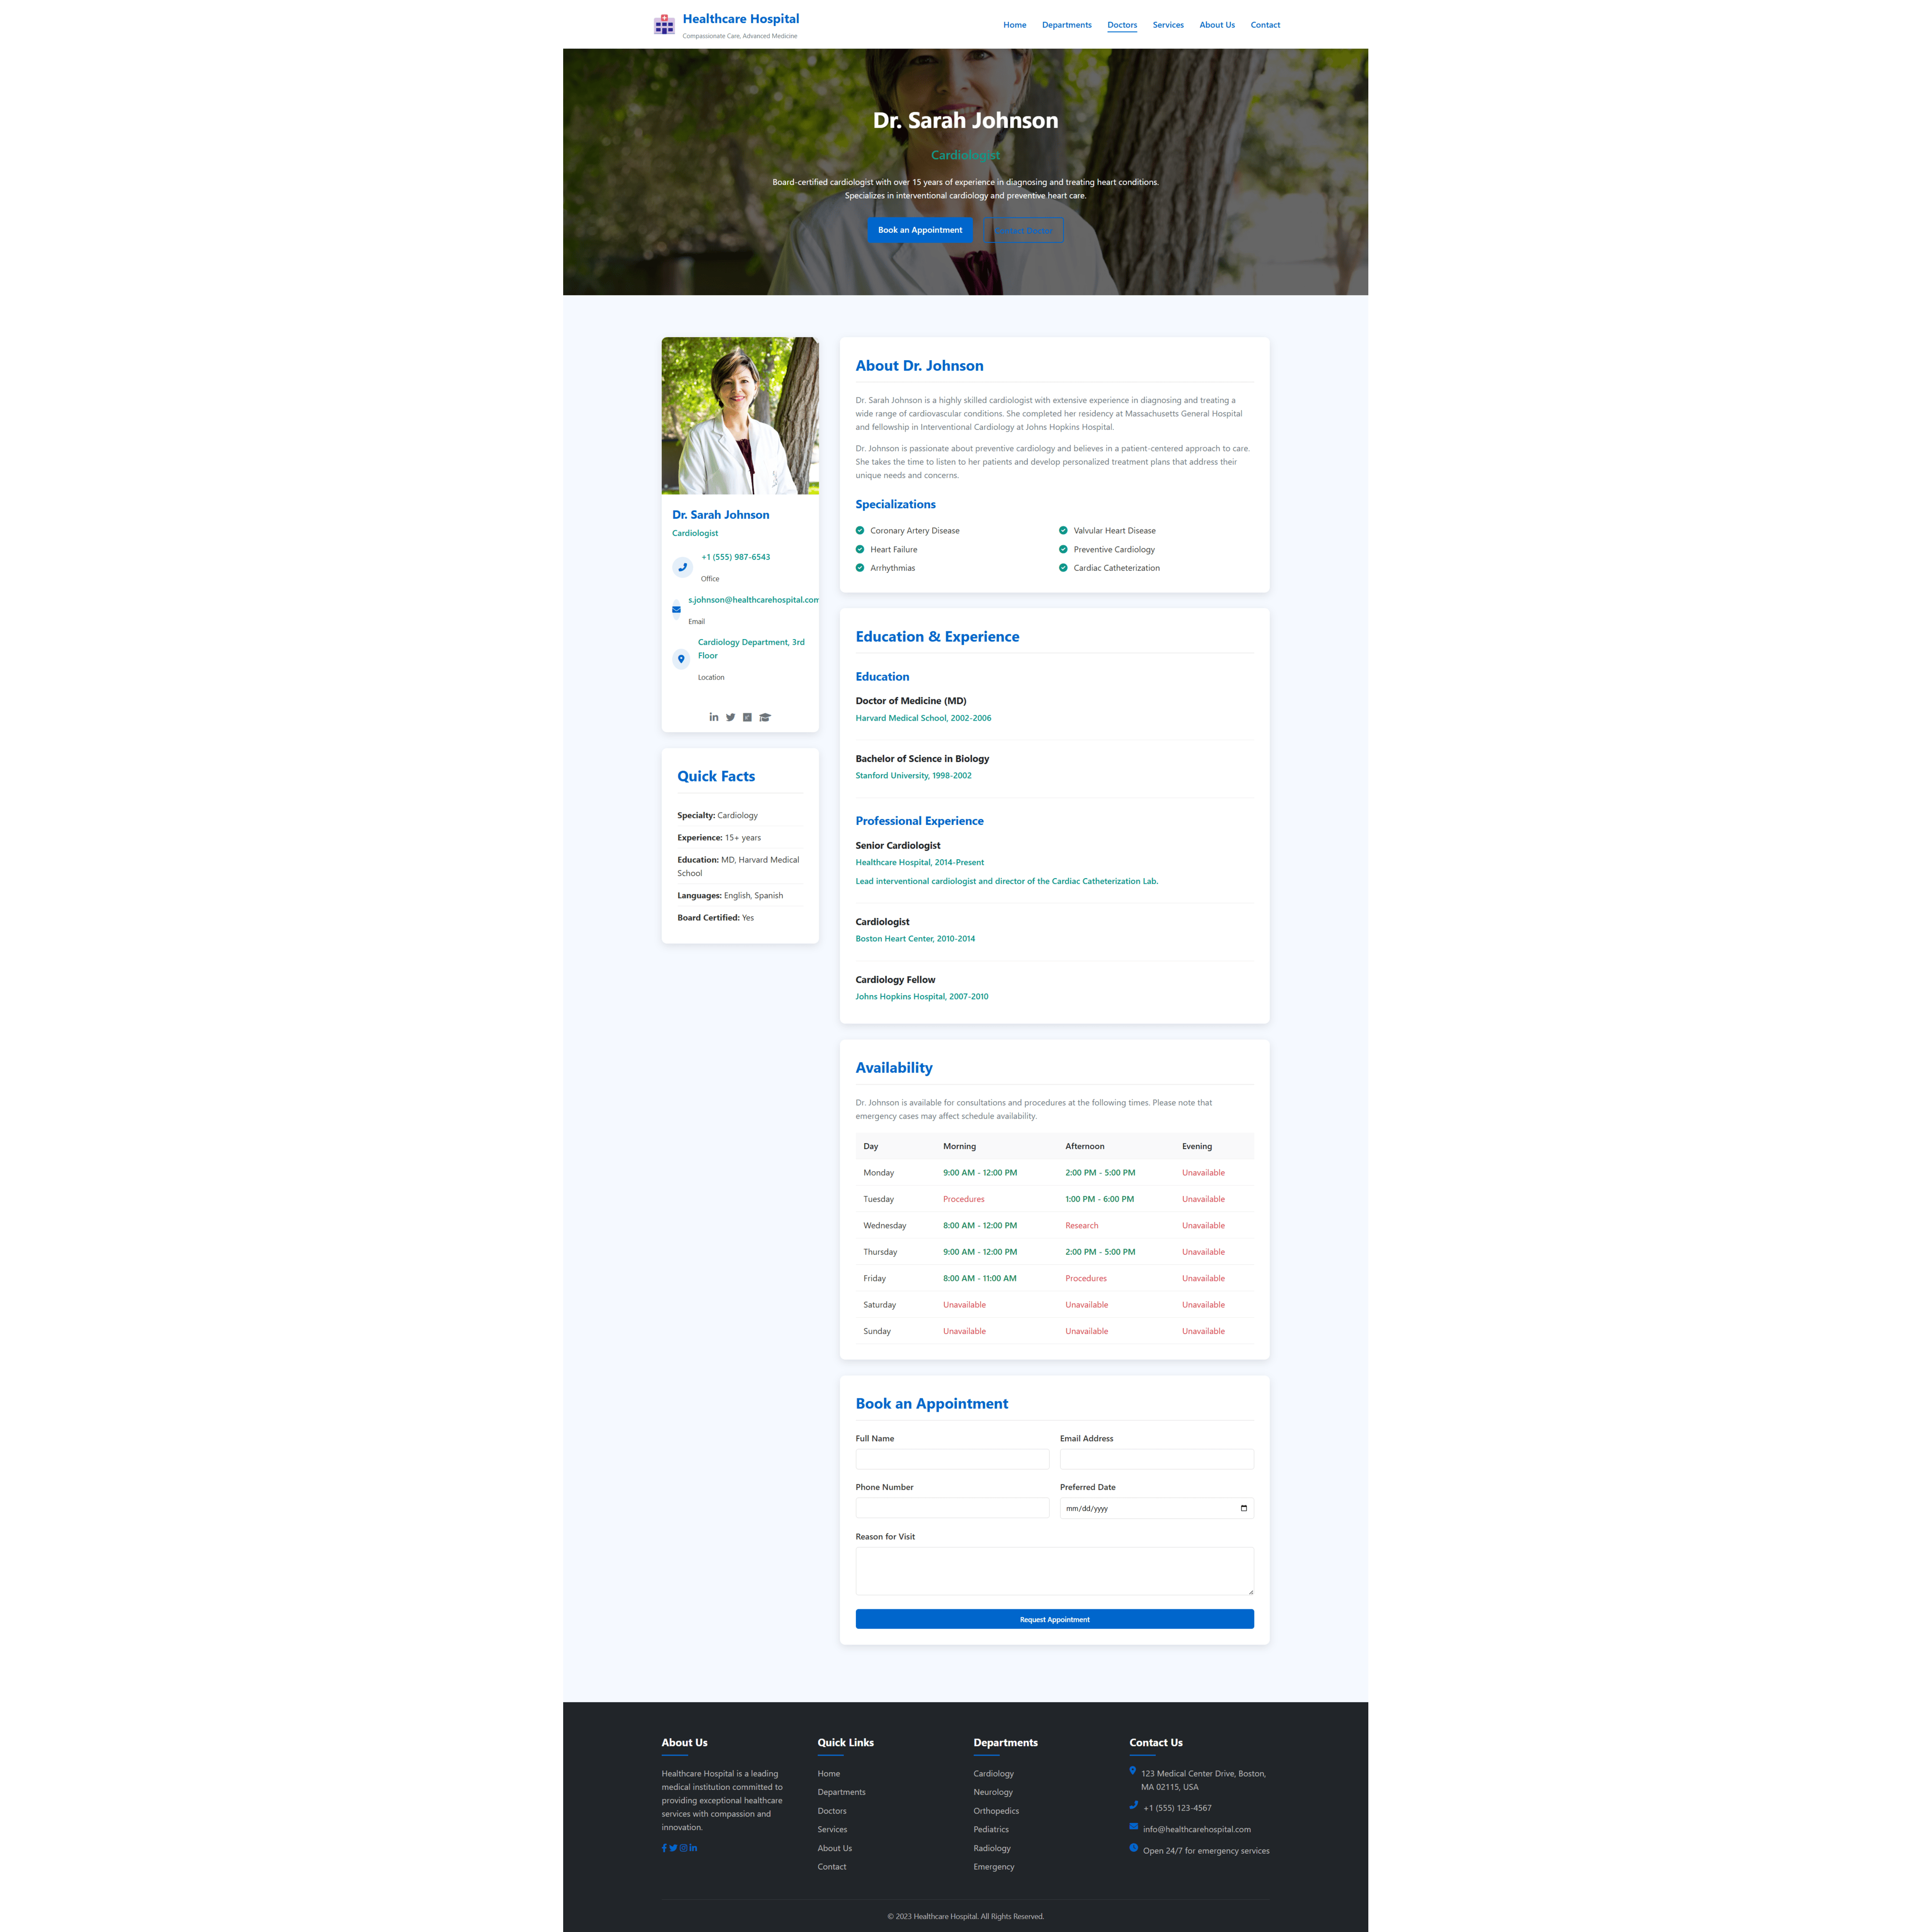 Healthcare Hospital
Compassionate Care, Advanced Medicine
Home Departments Doctors Services About Us Contact
Dr. Sarah Johnson
Cardiologist
Board-certified cardiologist with over 15 years of experience in diagnosing and treating heart conditions.
Specializes in interventional cardiology and preventive heart care.
Book an Appointment
Contact Doctor
Dr. Sarah Johnson
Cardiologist
+1 (555) 987-6543
Office
s.johnson@healthcarehospital.com
Email
Cardiology Department, 3rd
Floor
Location
Quick Facts
Specialty: Cardiology
Experience: 15+ years
Education: MD, Harvard Medical
School
Languages: English, Spanish
Board Certified: Yes
About Dr. Johnson
Dr. Sarah Johnson is a highly skilled cardiologist with extensive experience in diagnosing and treating a
wide range of cardiovascular conditions. She completed her residency at Massachusetts General Hospital
and fellowship in Interventional Cardiology at Johns Hopkins Hospital.
Dr. Johnson is passionate about preventive cardiology and believes in a patient-centered approach to care.
She takes the time to listen to her patients and develop personalized treatment plans that address their
unique needs and concerns.
Specializations
Coronary Artery Disease Valvular Heart Disease
Heart Failure Preventive Cardiology
Arrhythmias Cardiac Catheterization
Education & Experience
Education
Doctor of Medicine (MD)
Harvard Medical School, 2002-2006
Bachelor of Science in Biology
Stanford University, 1998-2002
Professional Experience
Senior Cardiologist
Healthcare Hospital, 2014-Present
Lead interventional cardiologist and director of the Cardiac Catheterization Lab.
Cardiologist
Boston Heart Center, 2010-2014
Cardiology Fellow
Johns Hopkins Hospital, 2007-2010
Availability
Dr. Johnson is available for consultations and procedures at the following times. Please note that
emergency cases may affect schedule availability.
Day Morning Afternoon Evening
Monday 9:00 AM - 12:00 PM 2:00 PM - 5:00 PM Unavailable
Tuesday Procedures 1:00 PM - 6:00 PM Unavailable
Wednesday 8:00 AM - 12:00 PM Research Unavailable
Thursday 9:00 AM - 12:00 PM 2:00 PM - 5:00 PM Unavailable
Friday 8:00 AM - 11:00 AM Procedures Unavailable
Saturday Unavailable Unavailable Unavailable
Sunday Unavailable Unavailable Unavailable
Book an Appointment
Full Name Email Address
Phone Number Preferred Date
mm/dd/yyyy
Reason for Visit
Request Appointment
About Us
Healthcare Hospital is a leading
medical institution committed to
providing exceptional healthcare
services with compassion and
innovation.
Quick Links
Home
Departments
Doctors
Services
About Us
Contact
Departments
Cardiology
Neurology
Orthopedics
Pediatrics
Radiology
Emergency
Contact Us
123 Medical Center Drive, Boston,
MA 02115, USA
+1 (555) 123-4567
info@healthcarehospital.com
Open 24/7 for emergency services
© 2023 Healthcare Hospital. All Rights Reserved.